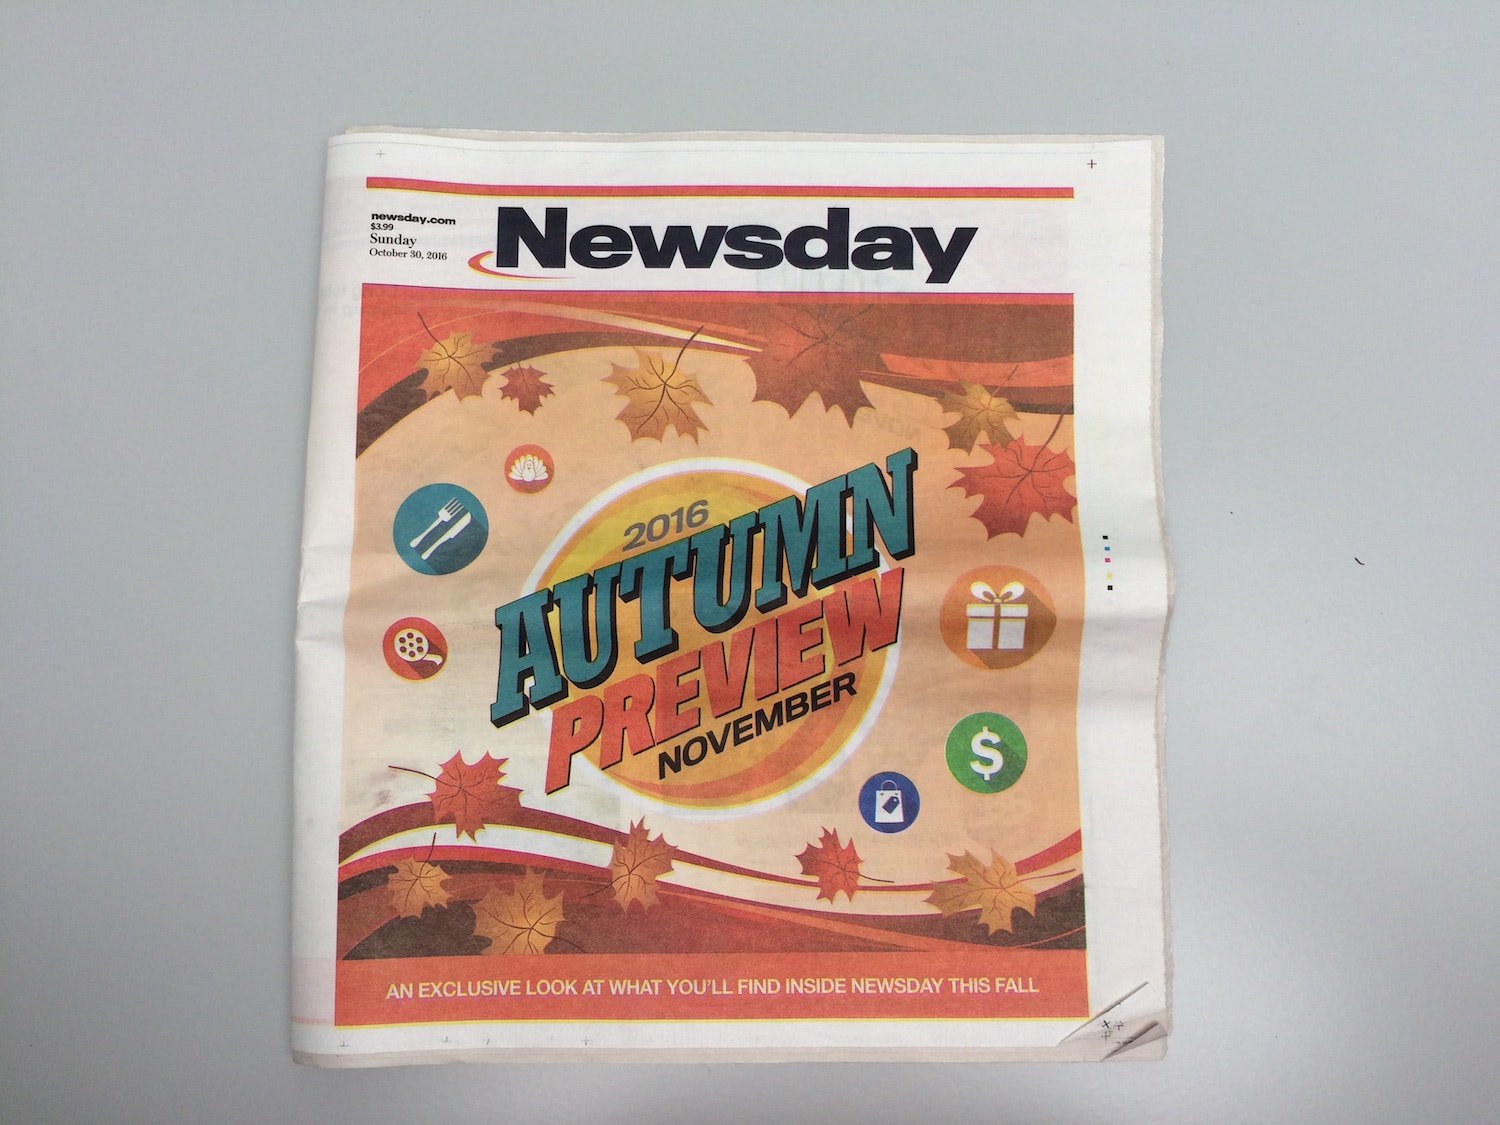 newsday.com
$3.99
Sunday
October 30, 2016
Newsday
2016
AUTUMN
PREVIEW
NOVEMBER
$
AN EXCLUSIVE LOOK AT WHAT YOU'LL FIND INSIDE NEWSDAY THIS FALL